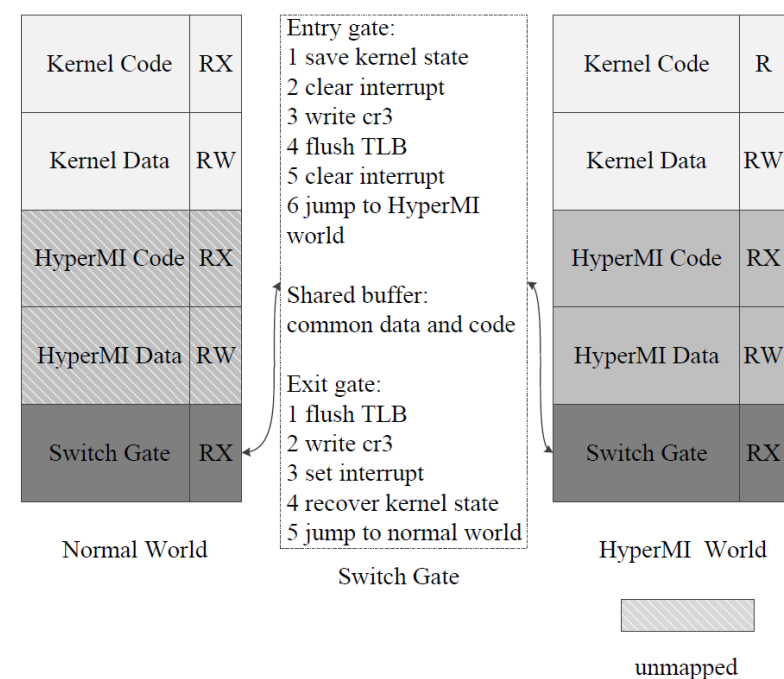 Kernel Code RX
Kernel Data RW
HyperMI Code RX
HyperMI Data RW
Switch Gate RX
Normal World
Entry gate:
1 save kernel state
2 clear interrupt
3 write cr3
4 flush TLB
5 clear interrupt
6 jump to HyperMI
world
Shared buffer:
common data and code
Exit gate:
1 flush TLB
2 write cr3
3 set interrupt
4 recover kernel state
5 jump to normal world
Switch Gate
Kernel Code R
Kernel Data RW
HyperMI Code RX
HyperMI Data RW
Switch Gate RX
HyperMI World
unmapped